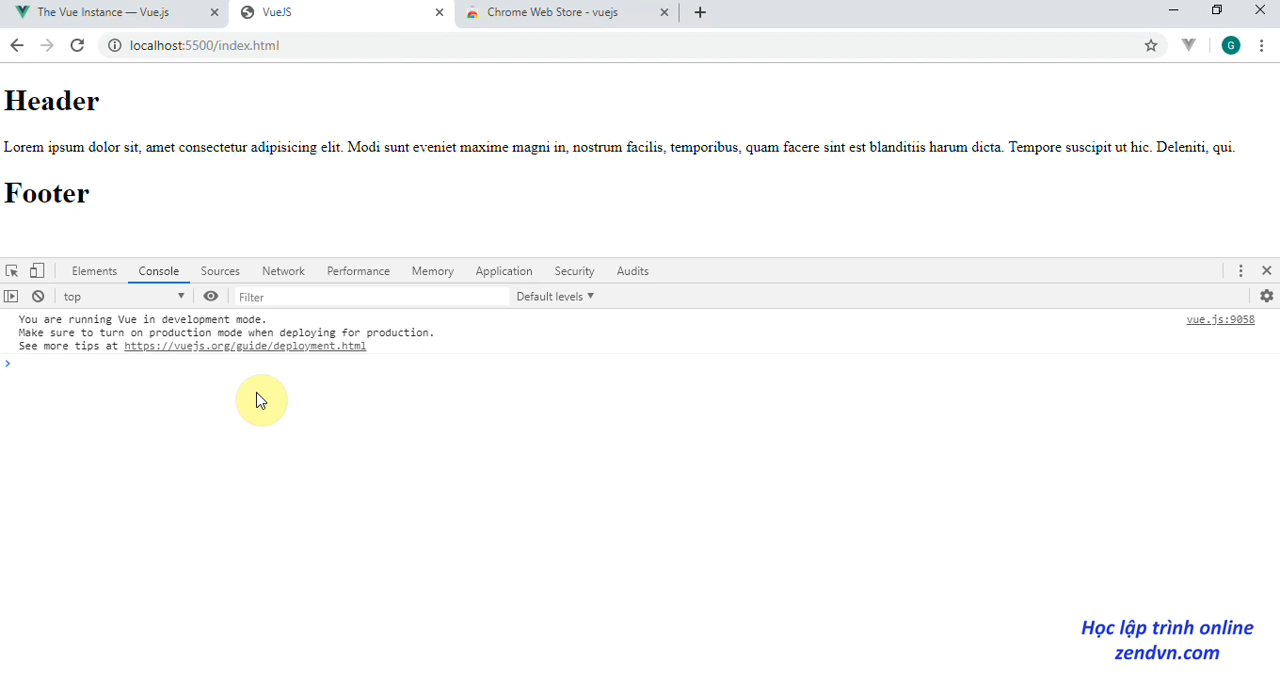 The Vue Instance — Vue.js
VueJS
Chrome Web Store - vuejs
localhost:5500/index.html
G
Header
Lorem ipsum dolor sit, amet consectetur adipisicing elit. Modi sunt eveniet maxime magni in, nostrum facilis, temporibus, quam facere sint est blanditiis harum dicta. Tempore suscipit ut hic. Deleniti, qui.
Footer
Elements Console Sources Network Performance Memory Application Security Audits
top Filter Default levels
You are running Vue in development mode. vue.js:9058
Make sure to turn on production mode when deploying for production.
See more tips at https://vuejs.org/guide/deployment.html
Học lập trình online
zendvn.com